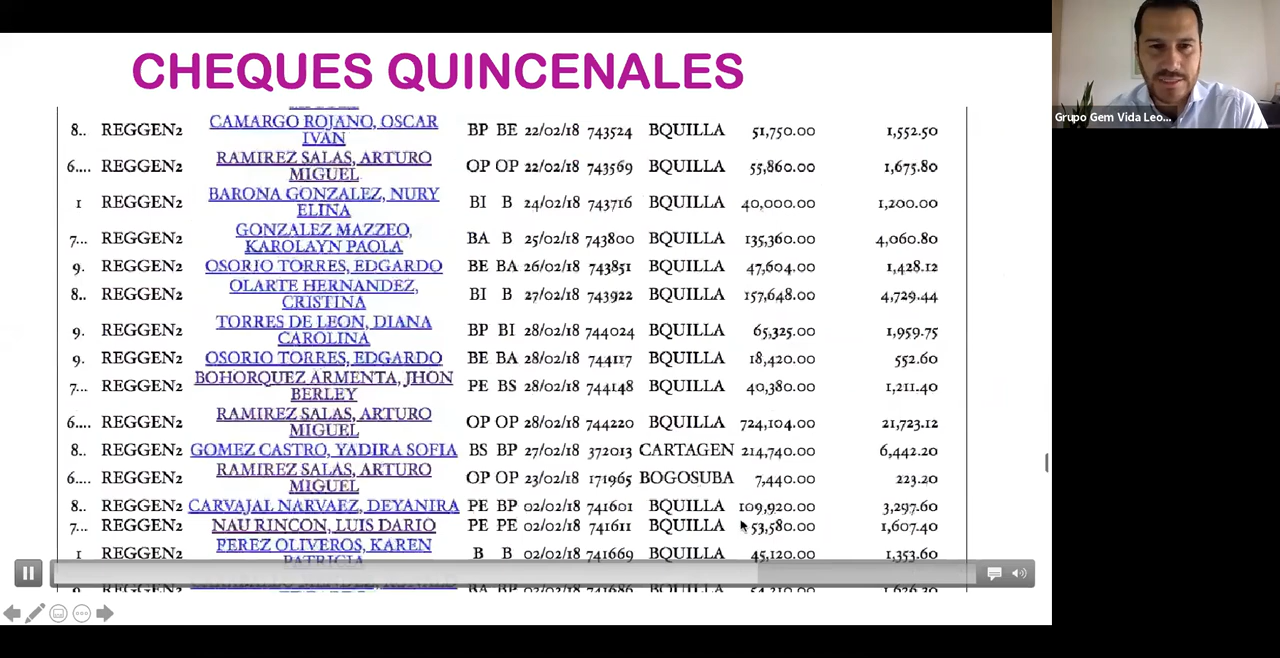 CHEQUES QUINCENALES
8.. REGGEN2 CAMARGO ROJANO, OSCAR IVÁN BP BE 22/02/18 743524 BQUILLA 51,750.00 1,552.50
6.... REGGEN2 RAMIREZ SALAS, ARTURO MIGUEL OP OP 22/02/18 743569 BQUILLA 55,860.00 1,675.80
1 REGGEN2 BARONA GONZALEZ, NURY ELINA BI B 24/02/18 743716 BQUILLA 40,000.00 1,200.00
7... REGGEN2 GONZALEZ MAZZEO, KAROLAYN PAOLA BA B 25/02/18 743800 BQUILLA 135,360.00 4,060.80
9. REGGEN2 OSORIO TORRES, EDGARDO BE BA 26/02/18 743851 BQUILLA 47,604.00 1,428.12
8.. REGGEN2 OLARTE HERNANDEZ, CRISTINA BI B 27/02/18 743922 BQUILLA 157,648.00 4,729.44
9. REGGEN2 TORRES DE LEON, DIANA CAROLINA BP BI 28/02/18 744024 BQUILLA 65,325.00 1,959.75
9. REGGEN2 OSORIO TORRES, EDGARDO BE BA 28/02/18 744117 BQUILLA 18,420.00 552.60
7... REGGEN2 BOHORQUEZ ARMENTA, JHON BERLEY PE BS 28/02/18 744148 BQUILLA 40,380.00 1,211.40
6.... REGGEN2 RAMIREZ SALAS, ARTURO MIGUEL OP OP 28/02/18 744220 BQUILLA 724,104.00 21,723.12
8.. REGGEN2 GOMEZ CASTRO, YADIRA SOFIA BS BP 27/02/18 372013 CARTAGEN 214,740.00 6,442.20
6.... REGGEN2 RAMIREZ SALAS, ARTURO MIGUEL OP OP 23/02/18 171965 BOGOSUBA 7,440.00 223.20
8.. REGGEN2 CARVAJAL NARVAEZ, DEYANIRA PE BP 02/02/18 741601 BQUILLA 109,920.00 3,297.60
7... REGGEN2 NAU RINCON, LUIS DARIO PE PE 02/02/18 741611 BQUILLA 53,580.00 1,607.40
1 REGGEN2 PEREZ OLIVEROS, KAREN PATRICIA B B 02/02/18 741669 BQUILLA 45,120.00 1,353.60
Grupo Gem Vida Leo...